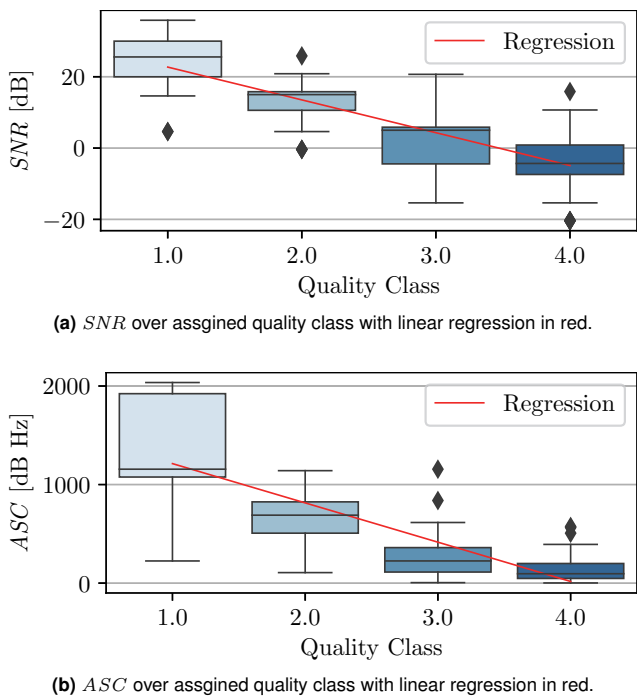 Regression
20
0
−20
SNR [dB]
1.0 2.0 3.0 4.0
Quality Class
(a) SNR over assgined quality class with linear regression in red.
Regression
2000
1000
0
ASC [dB Hz]
1.0 2.0 3.0 4.0
Quality Class
(b) ASC over assgined quality class with linear regression in red.